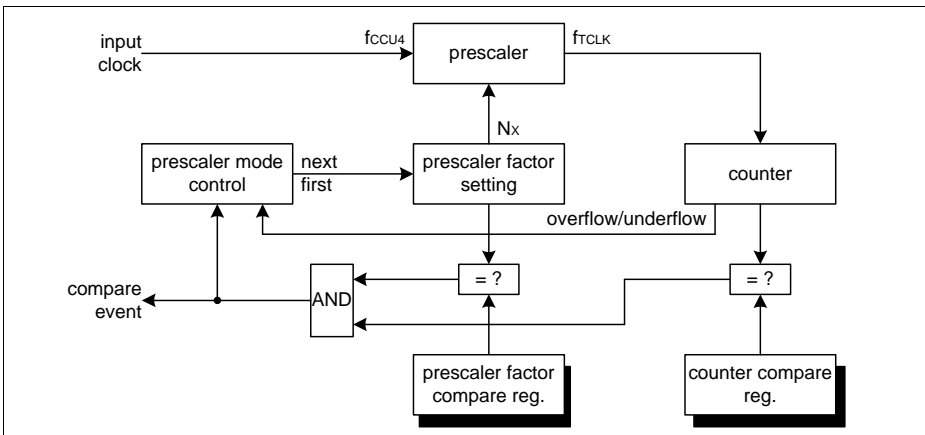 input
clock
fCCU4
prescaler
fTCLK
NX
prescaler mode
control
next
first
prescaler factor
setting
counter
overflow/underflow
compare
event
AND
= ?
= ?
prescaler factor
compare reg.
counter compare
reg.